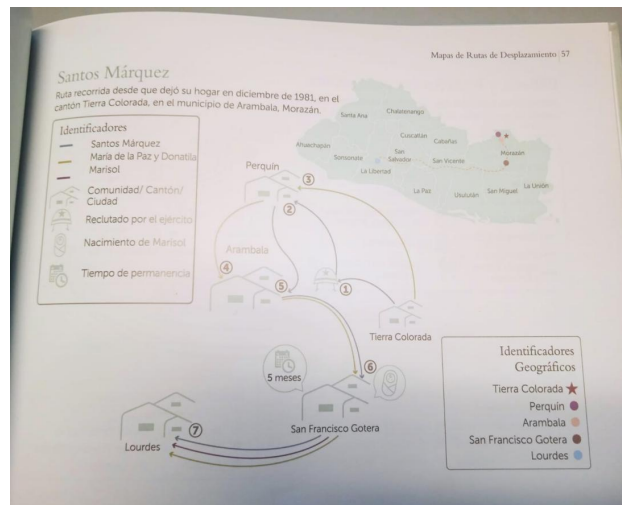 Mapas de Rutas de Desplazamiento | 57
Santos Márquez
Ruta recorrida desde que dejó su hogar en diciembre de 1981, en el
cantón Tierra Colorada, en el municipio de Arambala, Morazán.
Identificadores
Santos Márquez
María de la Paz y Donatila
Marisol
Comunidad/ Cantón/
Ciudad
Reclutado por el ejército
Nacimiento de Marisol
Tiempo de permanencia
Santa Ana
Chalatenango
Cuscatlán
Cabañas
Ahuachapán
Sonsonate
San
Salvador
San Vicente
Morazán
La Libertad
La Paz
Usulután
San Miguel
La Unión
Perquín
3
2
Arambala
4
5
1
Tierra Colorada
6
5 meses
San Francisco Gotera
7
Lourdes
Identificadores
Geográficos
Tierra Colorada
Perquín
Arambala
San Francisco Gotera
Lourdes